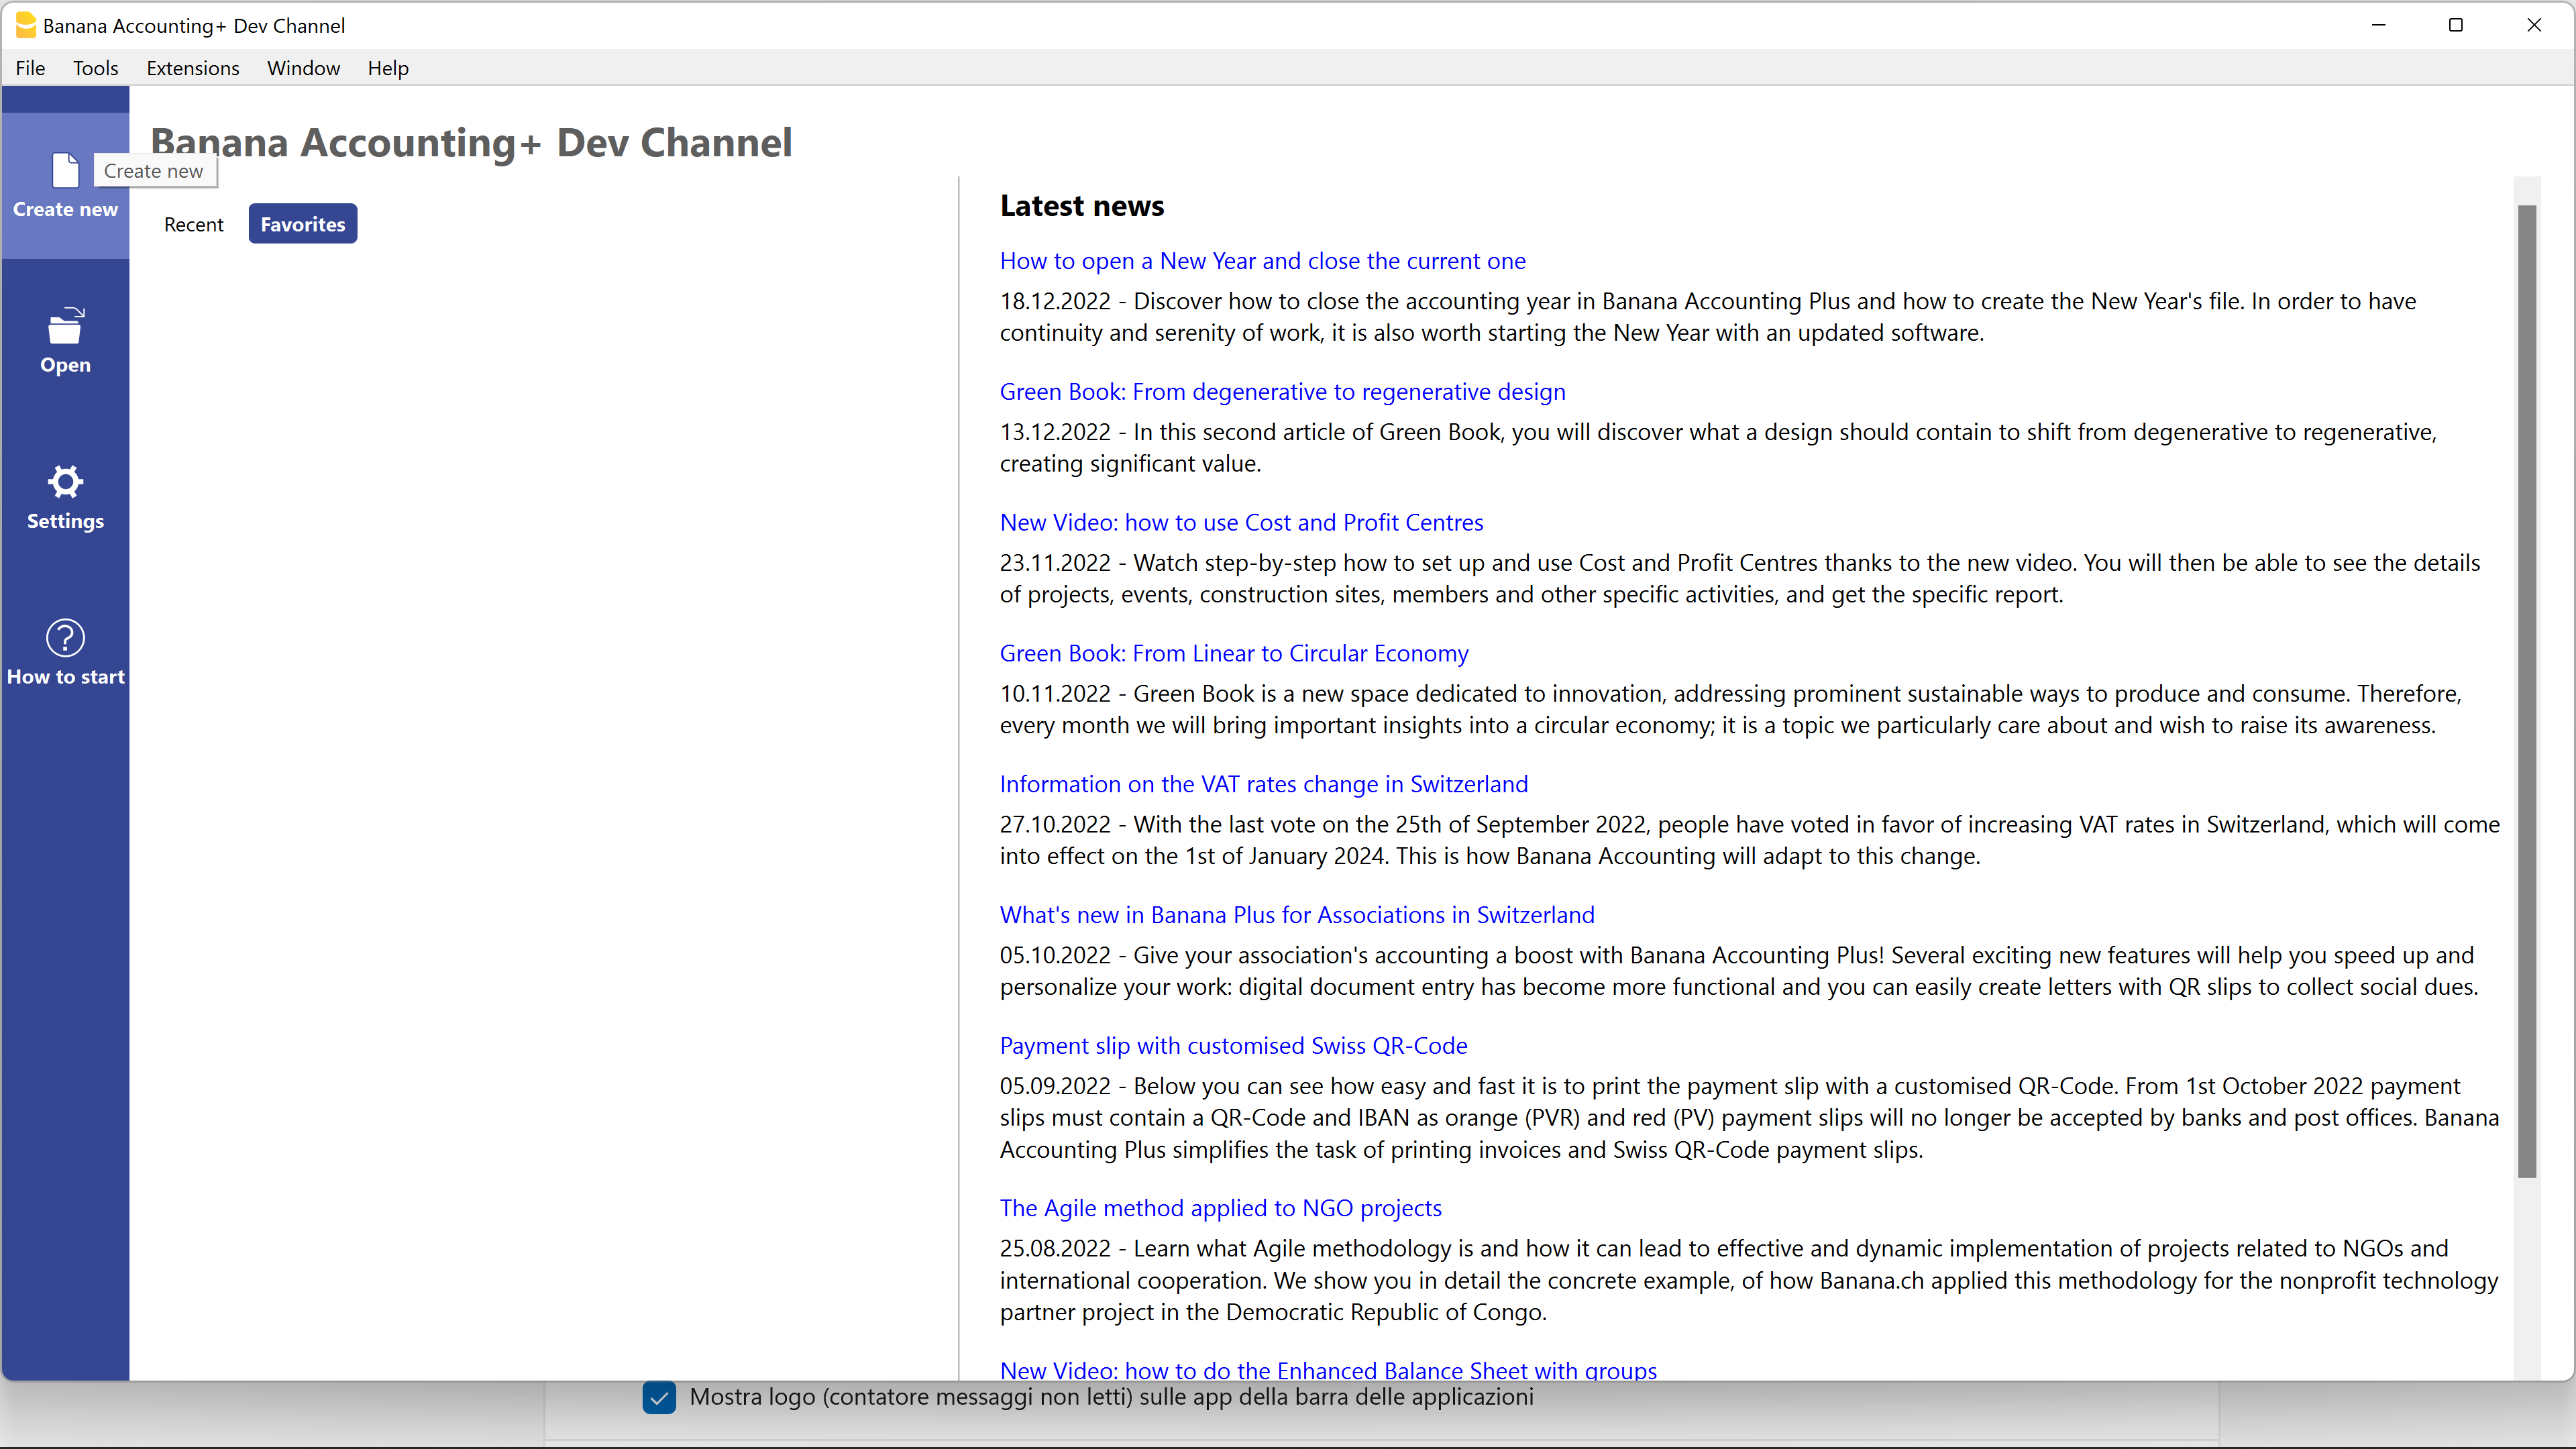 Banana Accounting+ Dev Channel
File Tools Extensions Window Help
Banana Accounting+ Dev Channel
Create new
Create new
Open
Settings
How to start
Recent Favorites
Latest news
How to open a New Year and close the current one
18.12.2022 - Discover how to close the accounting year in Banana Accounting Plus and how to create the New Year's file. In order to have
continuity and serenity of work, it is also worth starting the New Year with an updated software.
Green Book: From degenerative to regenerative design
13.12.2022 - In this second article of Green Book, you will discover what a design should contain to shift from degenerative to regenerative,
creating significant value.
New Video: how to use Cost and Profit Centres
23.11.2022 - Watch step-by-step how to set up and use Cost and Profit Centres thanks to the new video. You will then be able to see the details
of projects, events, construction sites, members and other specific activities, and get the specific report.
Green Book: From Linear to Circular Economy
10.11.2022 - Green Book is a new space dedicated to innovation, addressing prominent sustainable ways to produce and consume. Therefore,
every month we will bring important insights into a circular economy; it is a topic we particularly care about and wish to raise its awareness.
Information on the VAT rates change in Switzerland
27.10.2022 - With the last vote on the 25th of September 2022, people have voted in favor of increasing VAT rates in Switzerland, which will come
into effect on the 1st of January 2024. This is how Banana Accounting will adapt to this change.
What's new in Banana Plus for Associations in Switzerland
05.10.2022 - Give your association's accounting a boost with Banana Accounting Plus! Several exciting new features will help you speed up and
personalize your work: digital document entry has become more functional and you can easily create letters with QR slips to collect social dues.
Payment slip with customised Swiss QR-Code
05.09.2022 - Below you can see how easy and fast it is to print the payment slip with a customised QR-Code. From 1st October 2022 payment
slips must contain a QR-Code and IBAN as orange (PVR) and red (PV) payment slips will no longer be accepted by banks and post offices. Banana
Accounting Plus simplifies the task of printing invoices and Swiss QR-Code payment slips.
The Agile method applied to NGO projects
25.08.2022 - Learn what Agile methodology is and how it can lead to effective and dynamic implementation of projects related to NGOs and
international cooperation. We show you in detail the concrete example, of how Banana.ch applied this methodology for the nonprofit technology
partner project in the Democratic Republic of Congo.
New Video: how to do the Enhanced Balance Sheet with groups
Mostra logo (contatore messaggi non letti) sulle app della barra delle applicazioni